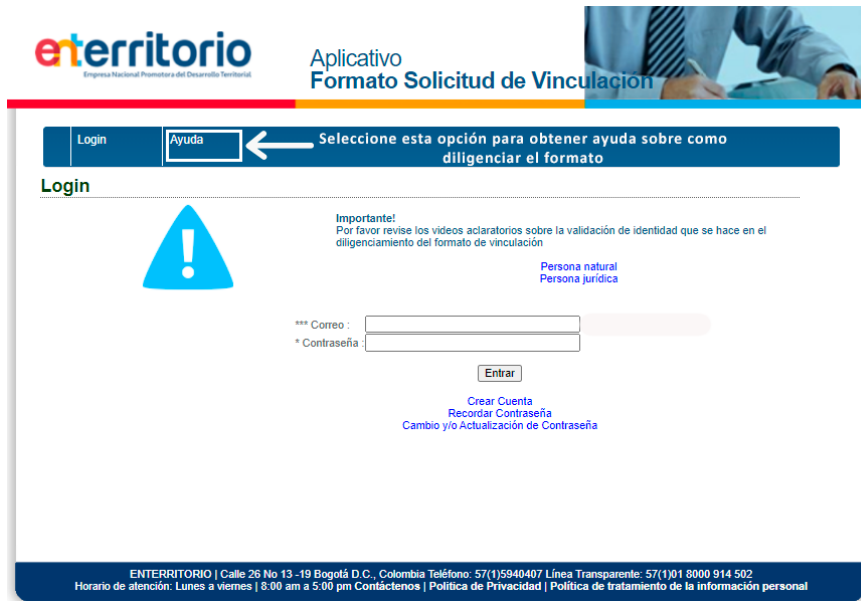 enterritorio
Empresa Nacional Promotora del Desarrollo Territorial
Aplicativo
Formato Solicitud de Vinculación
Login
Ayuda
Seleccione esta opción para obtener ayuda sobre como
diligenciar el formato
Login
Importante!
Por favor revise los videos aclaratorios sobre la validación de identidad que se hace en el
diligenciamiento del formato de vinculación
Persona natural
Persona jurídica
*** Correo :
* Contraseña :
Entrar
Crear Cuenta
Recordar Contraseña
Cambio y/o Actualización de Contraseña
ENTERRITORIO | Calle 26 No 13 -19 Bogotá D.C., Colombia Teléfono: 57(1)5940407 Línea Transparente: 57(1)01 8000 914 502
Horario de atención: Lunes a viernes | 8:00 am a 5:00 pm Contáctenos | Politica de Privacidad | Política de tratamiento de la información personal